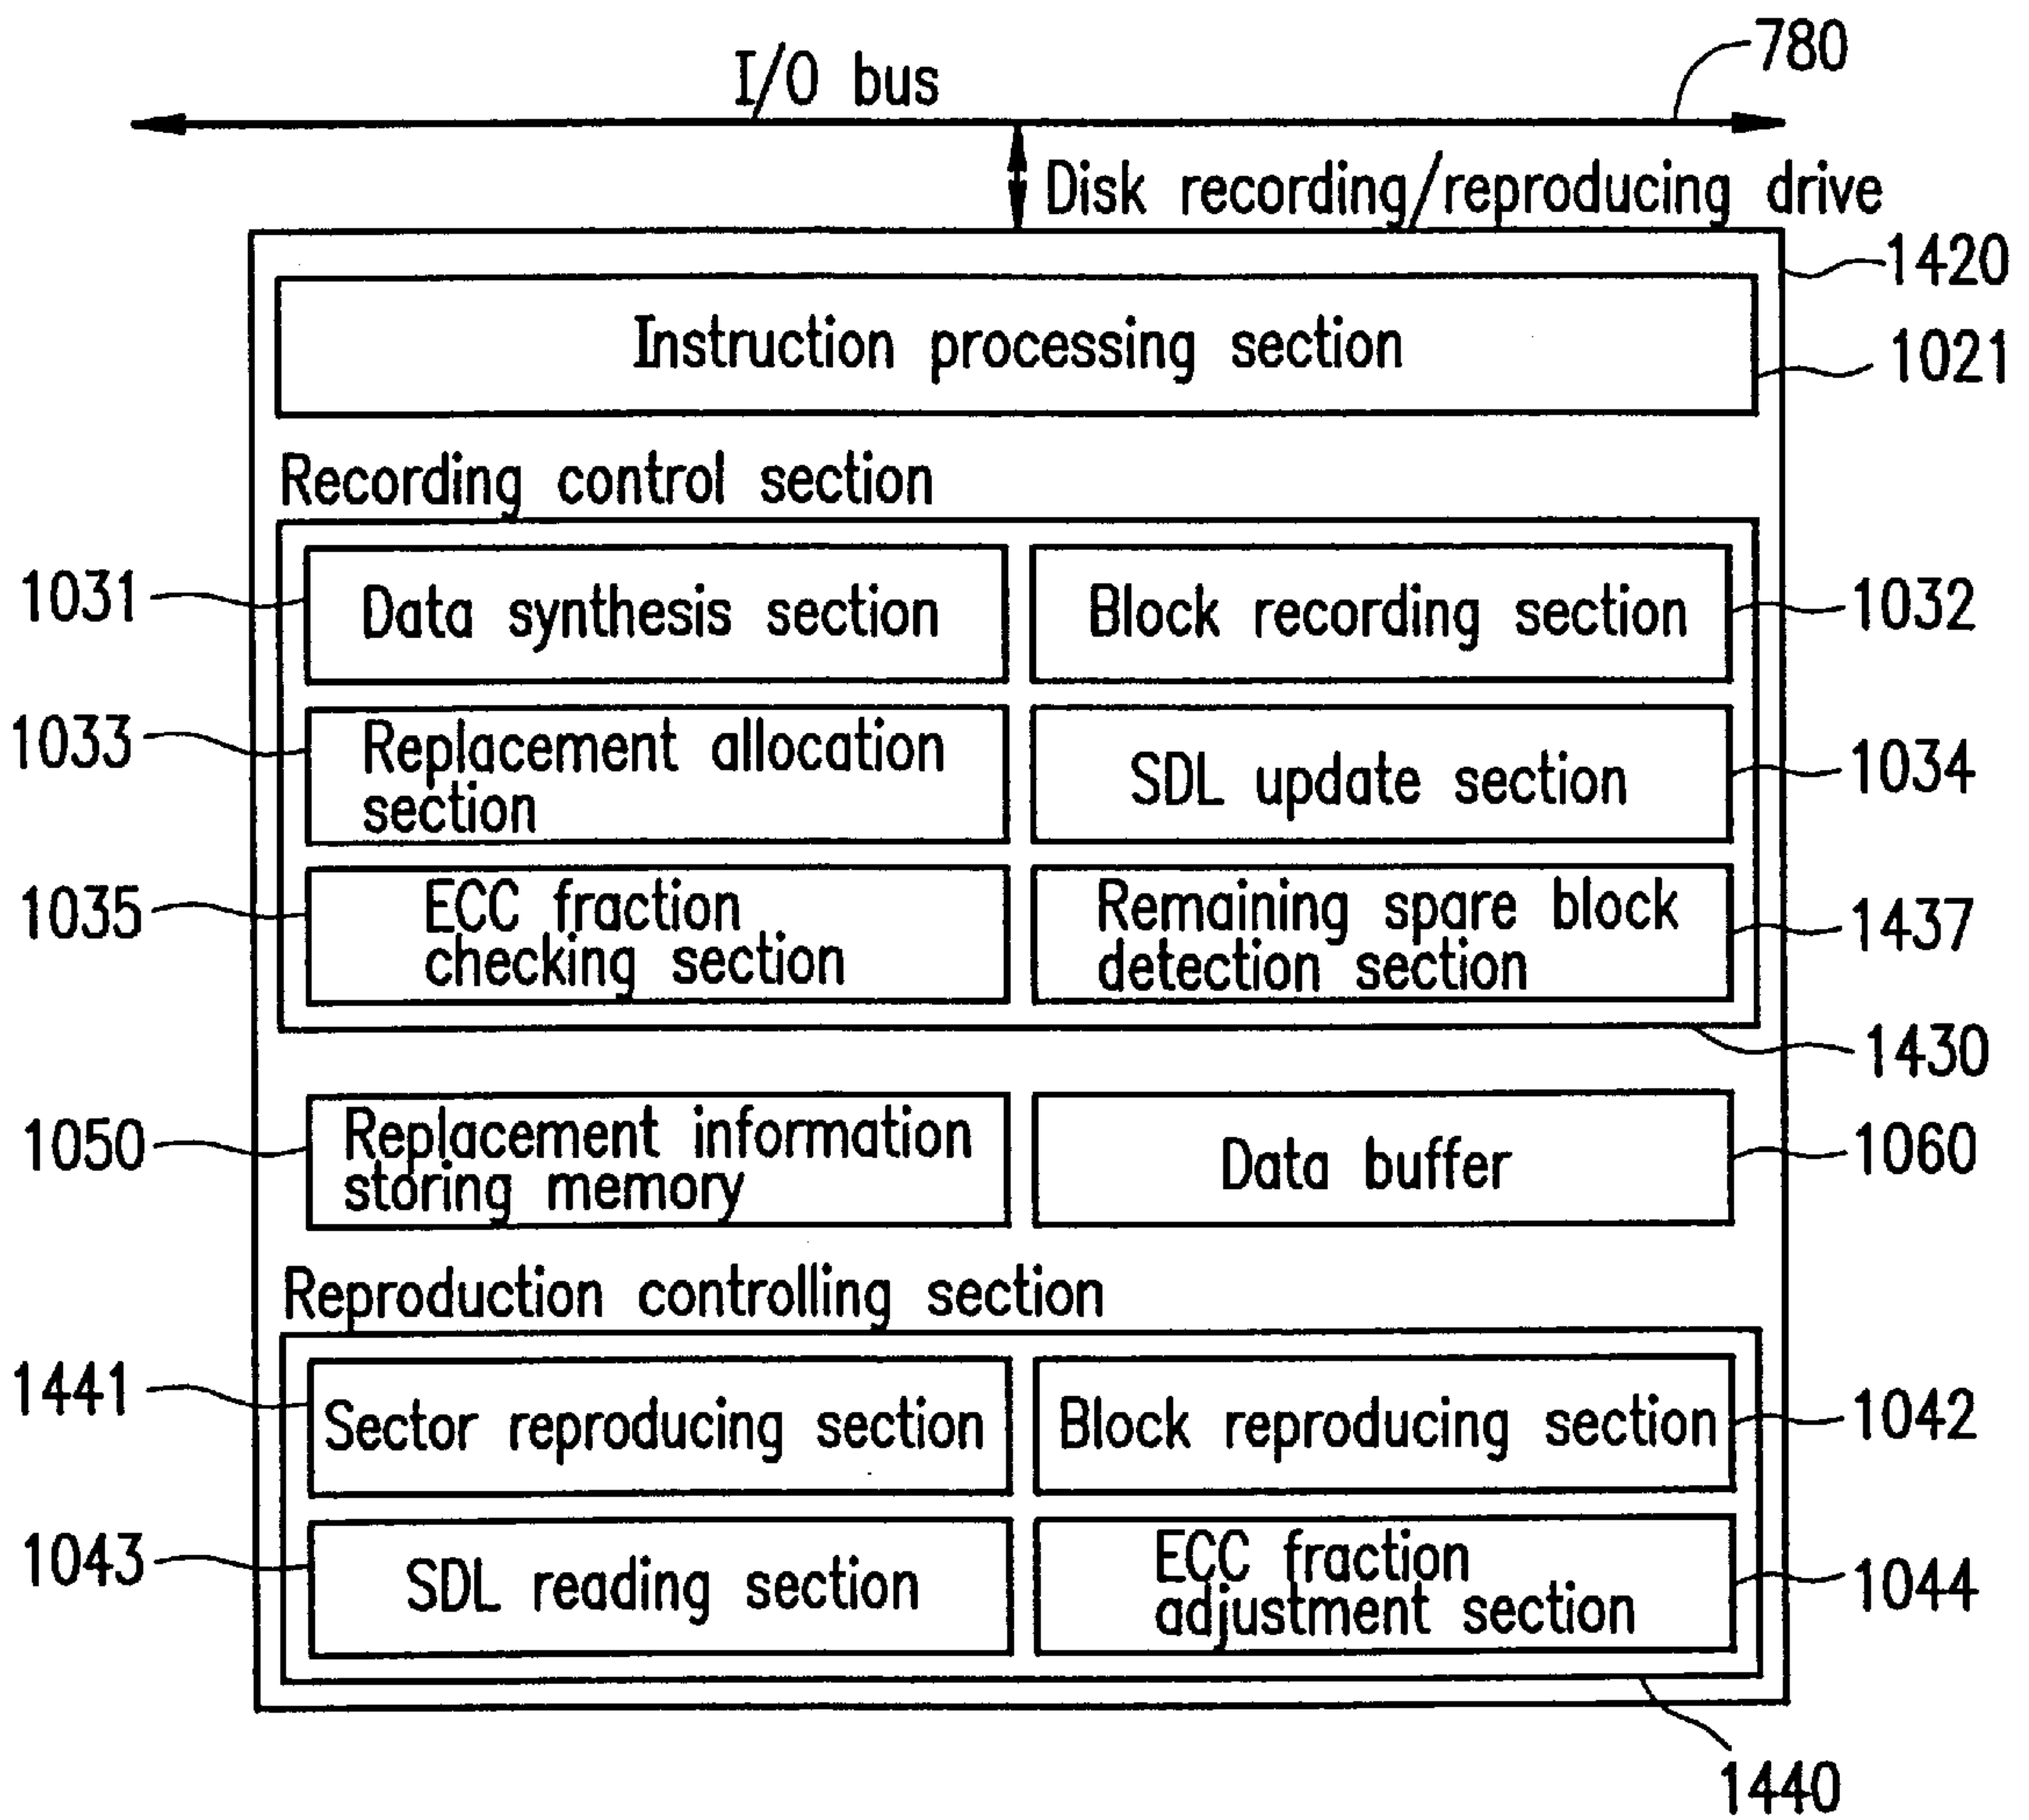 780
I/O bus
Disk recording/reproducing drive
1420
Instruction processing section
1021
Recording control section
1031
Data synthesis section
Block recording section
1032
1033
Replacement allocation
section
SDL update section
1034
1035
ECC fraction
checking section
Remaining spare block
detection section
1437
1430
1050
Replacement information
storing memory
Data buffer
1060
Reproduction controlling section
1441
Sector reproducing section
Block reproducing section
1042
1043
SDL reading section
ECC fraction
adjustment section
1044
1440